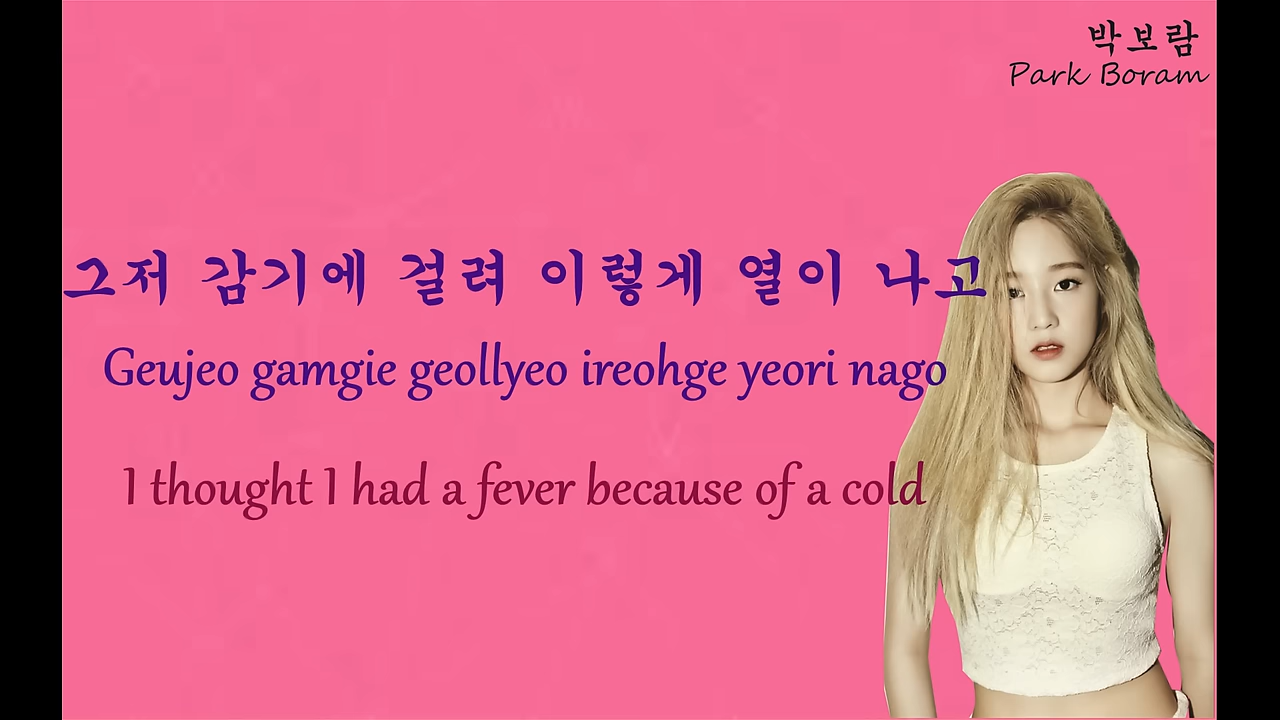 박보람
Park Boram
그저 감기에 걸려 이렇게 열이 나고
Geujeo gamgie geollyeo ireohge yeori nago
I thought I had a fever because of a cold